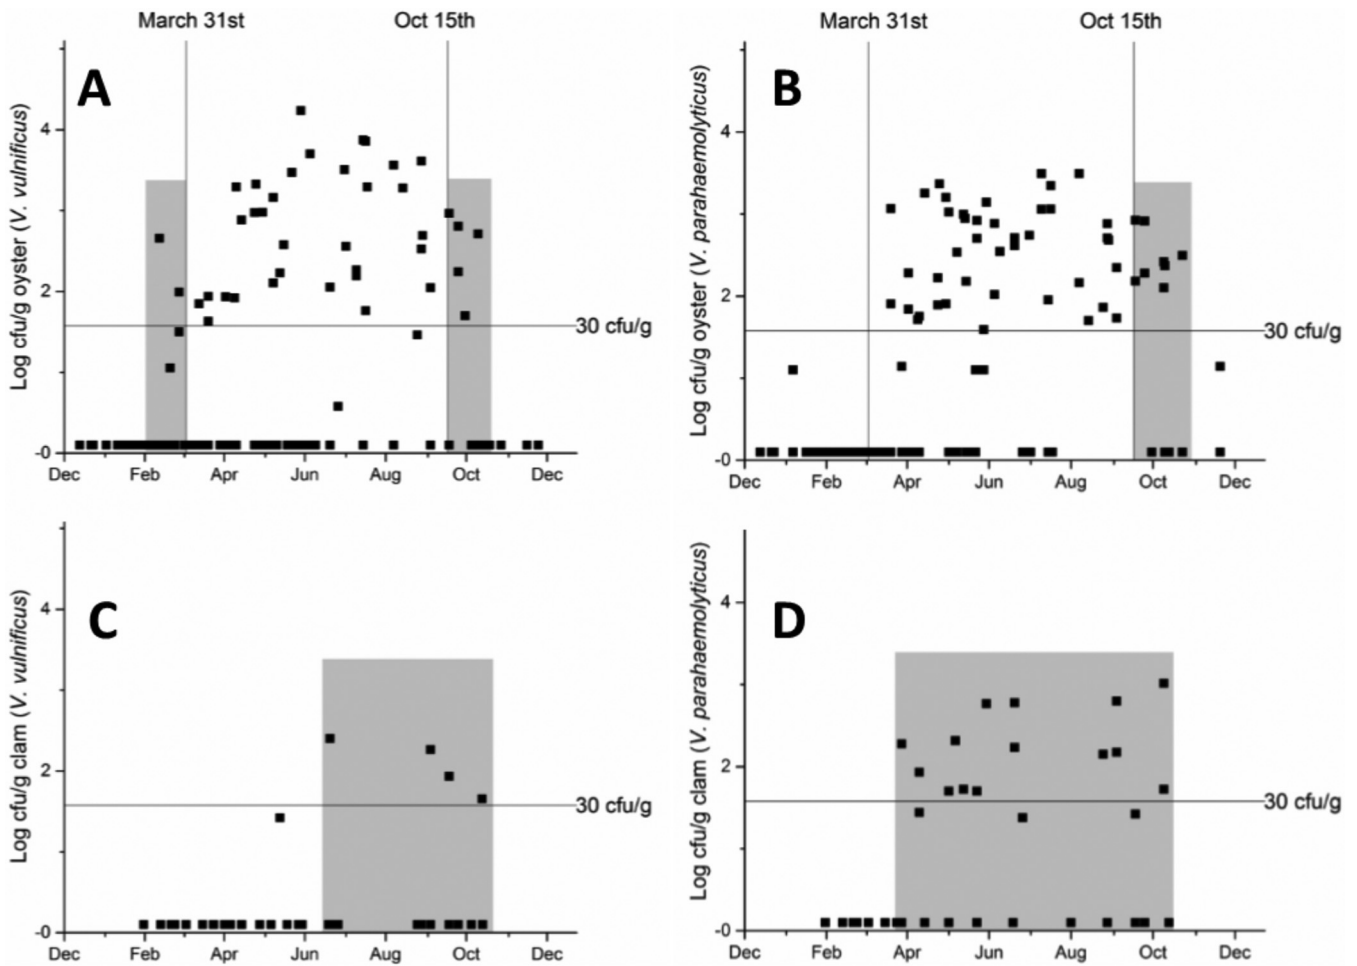 March 31st Oct 15th March 31st Oct 15th
A B
Log cfu/g oyster (V. vulnificus)
4
2
-0
30 cfu/g
Dec Feb Apr Jun Aug Oct Dec
Log cfu/g oyster (V. parahaemolyticus)
4
2
-0
30 cfu/g
Dec Feb Apr Jun Aug Oct Dec
C D
Log cfu/g clam (V. vulnificus)
4
2
-0
30 cfu/g
Dec Feb Apr Jun Aug Oct Dec
Log cfu/g clam (V. parahaemolyticus)
4
2
-0
30 cfu/g
Dec Feb Apr Jun Aug Oct Dec